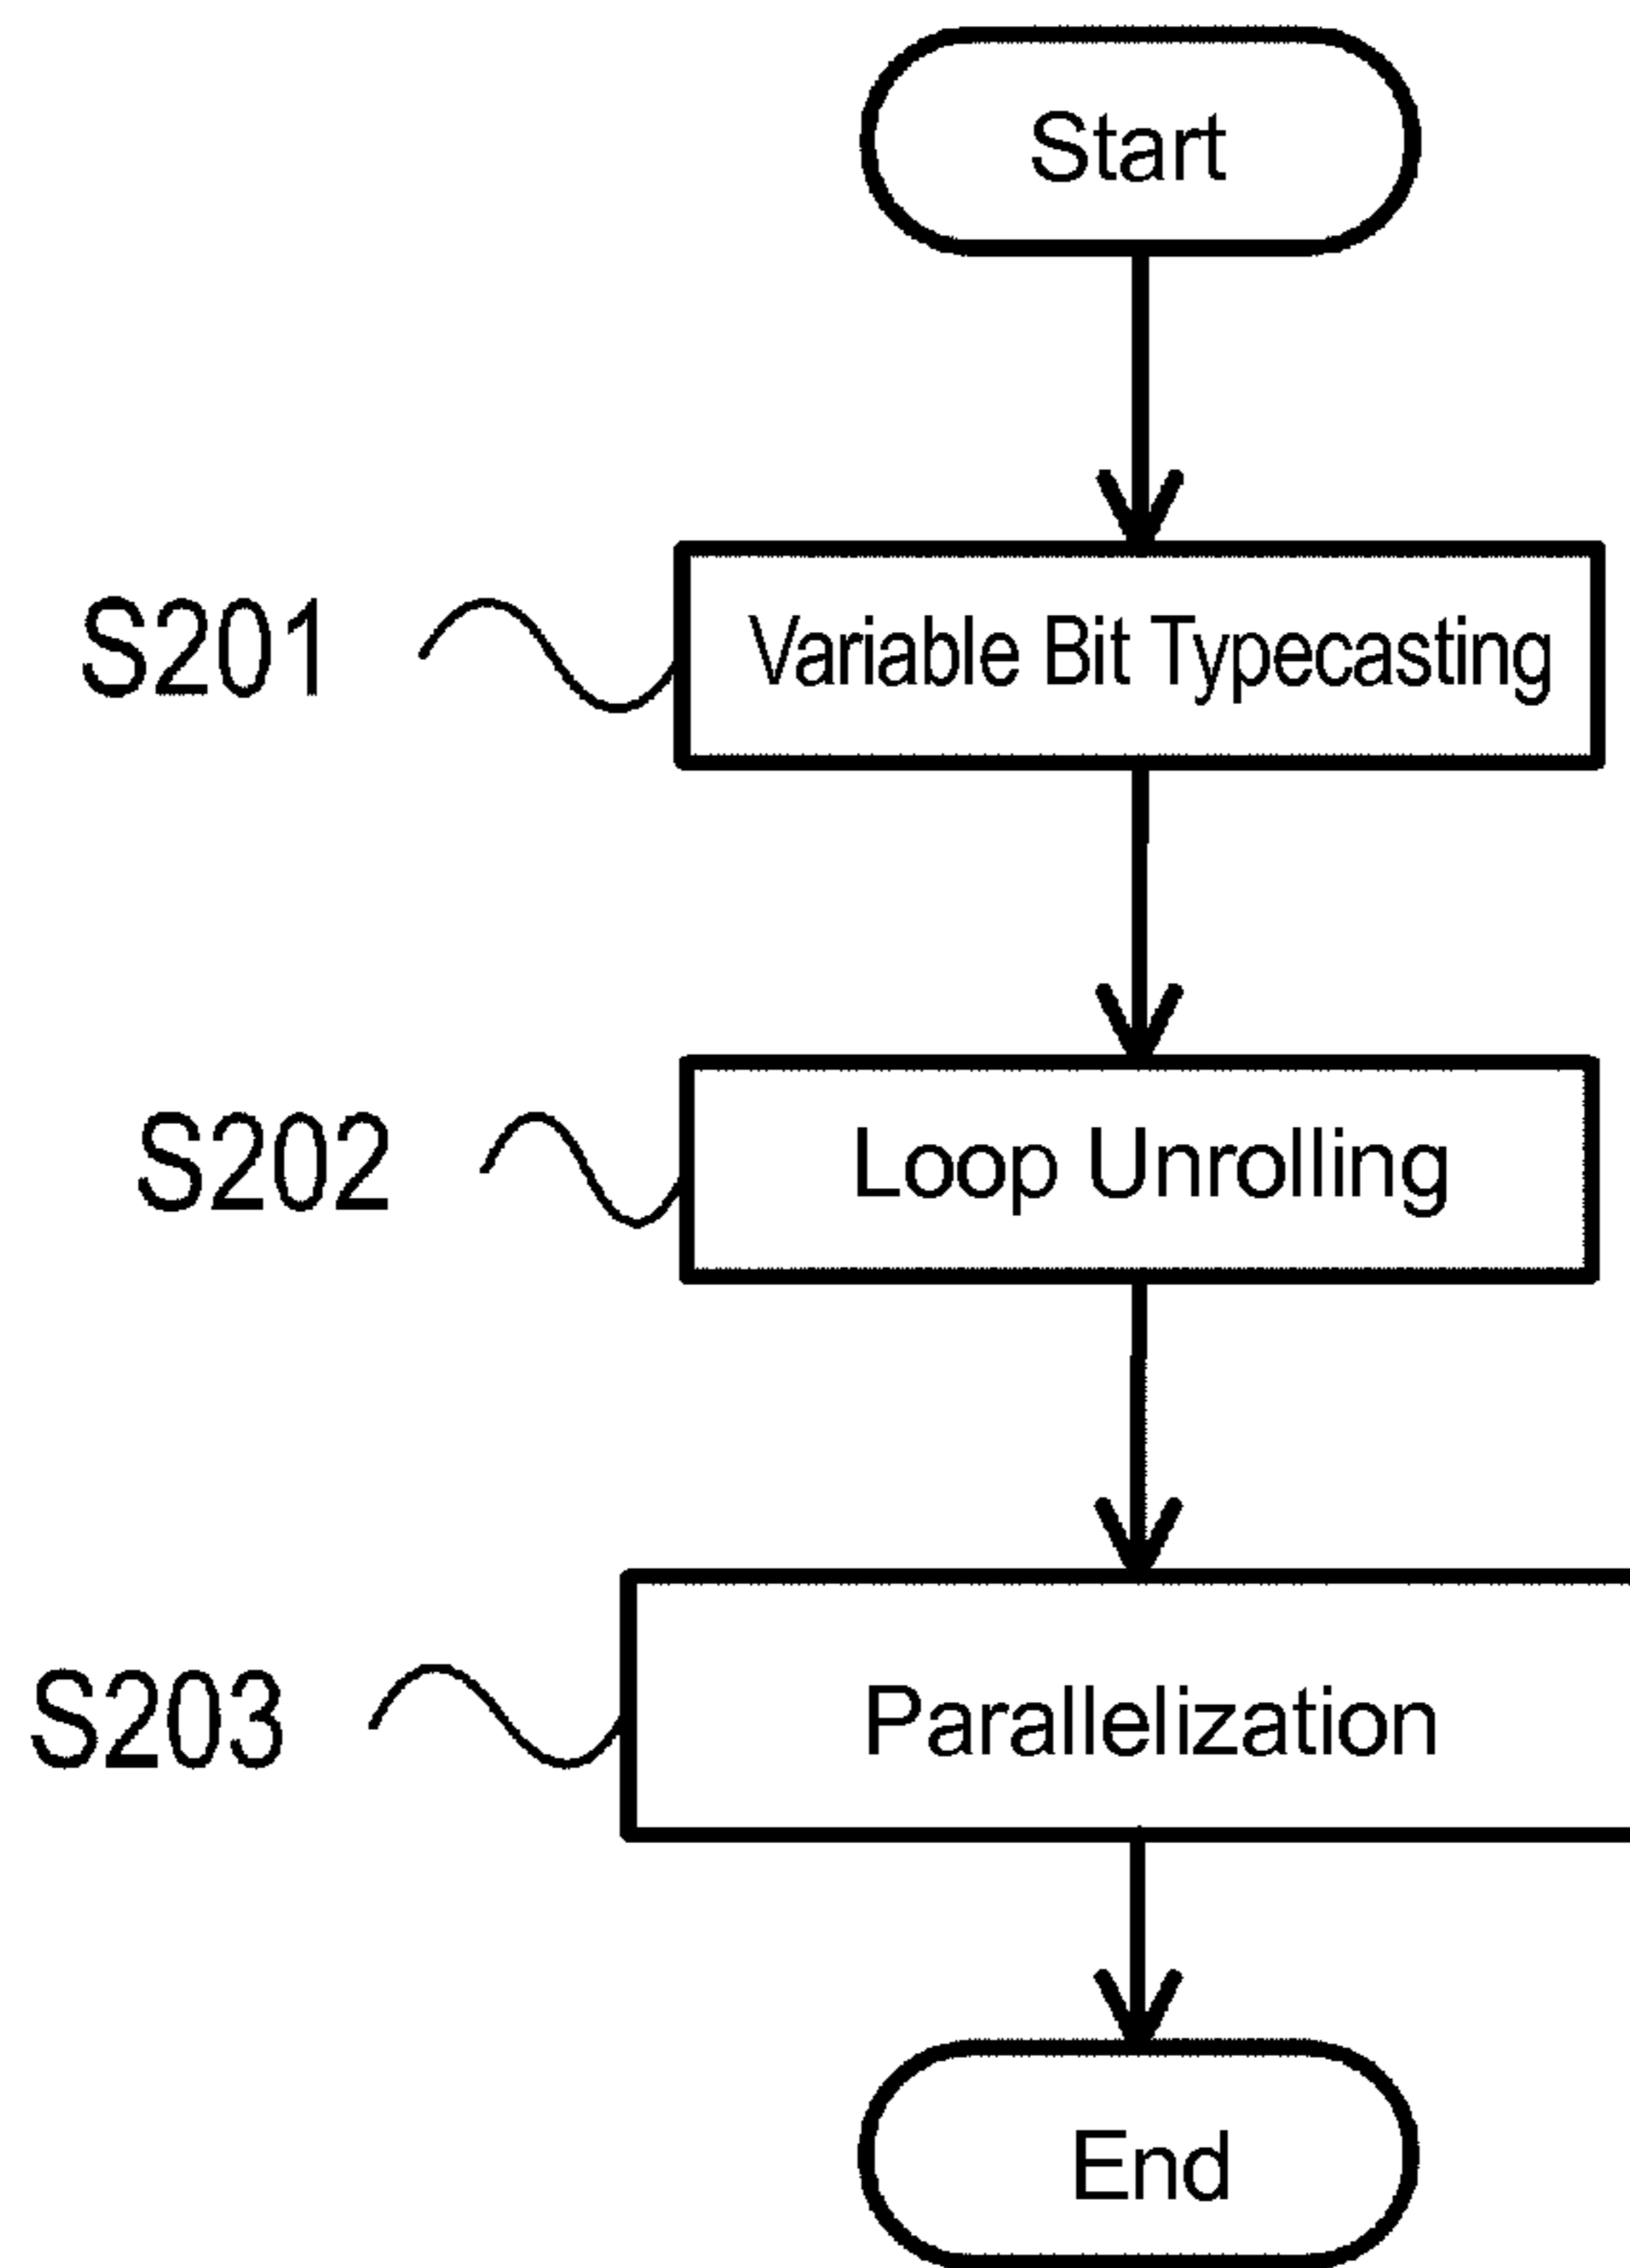 Start
S201
Variable Bit Typecasting
S202
Loop Unrolling
S203
Parallelization
End